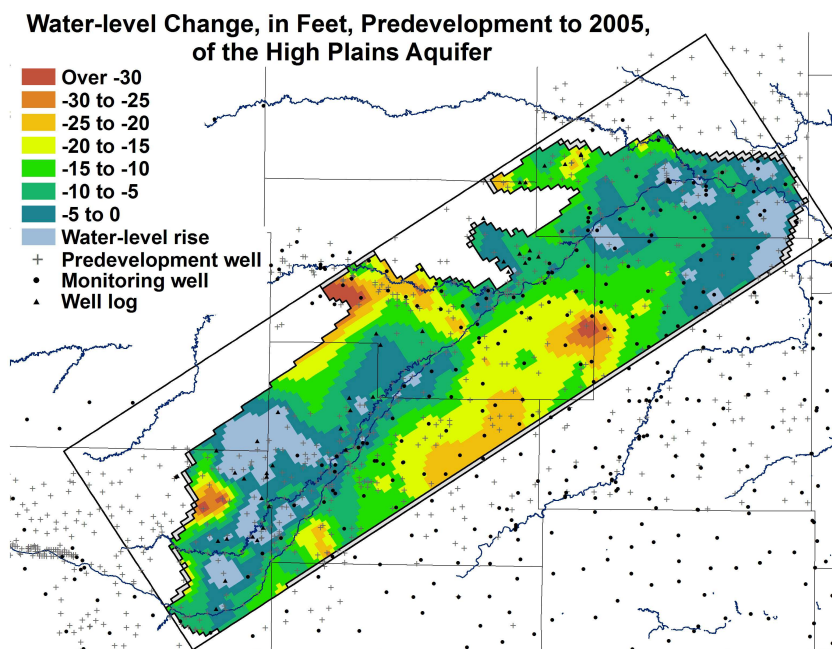 Water-level Change, in Feet, Predevelopment to 2005,
of the High Plains Aquifer
Over -30
-30 to -25
-25 to -20
-20 to -15
-15 to -10
-10 to -5
-5 to 0
Water-level rise
Predevelopment well
Monitoring well
Well log